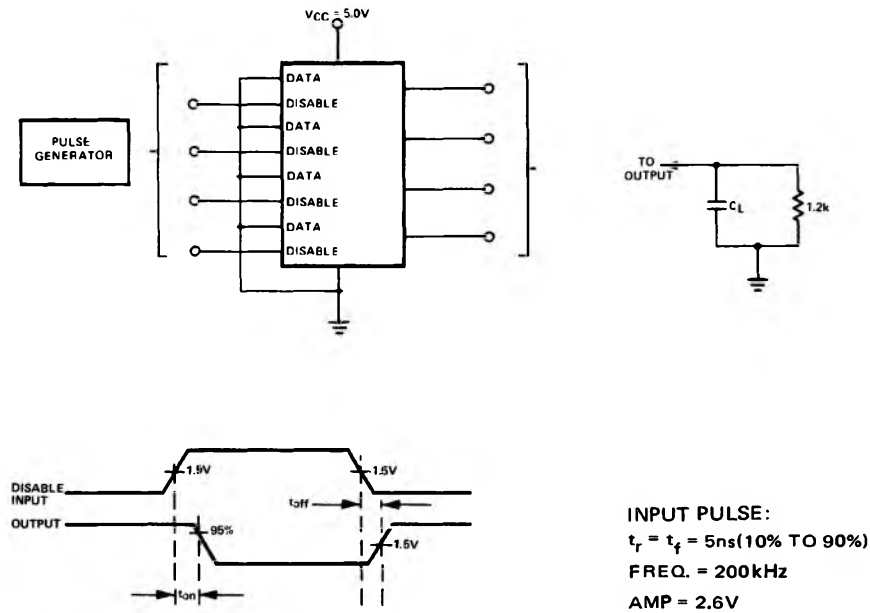 VCC = 5.0V
DATA
DISABLE
DATA
DISABLE
DATA
DISABLE
DATA
DISABLE
PULSE
GENERATOR
TO
OUTPUT
CL
1.2k
DISABLE
INPUT
1.9V
1.5V
toff
OUTPUT
95%
1.5V
ton
INPUT PULSE:
tr = tf = 5ns(10% TO 90%)
FREQ. = 200kHz
AMP = 2.6V